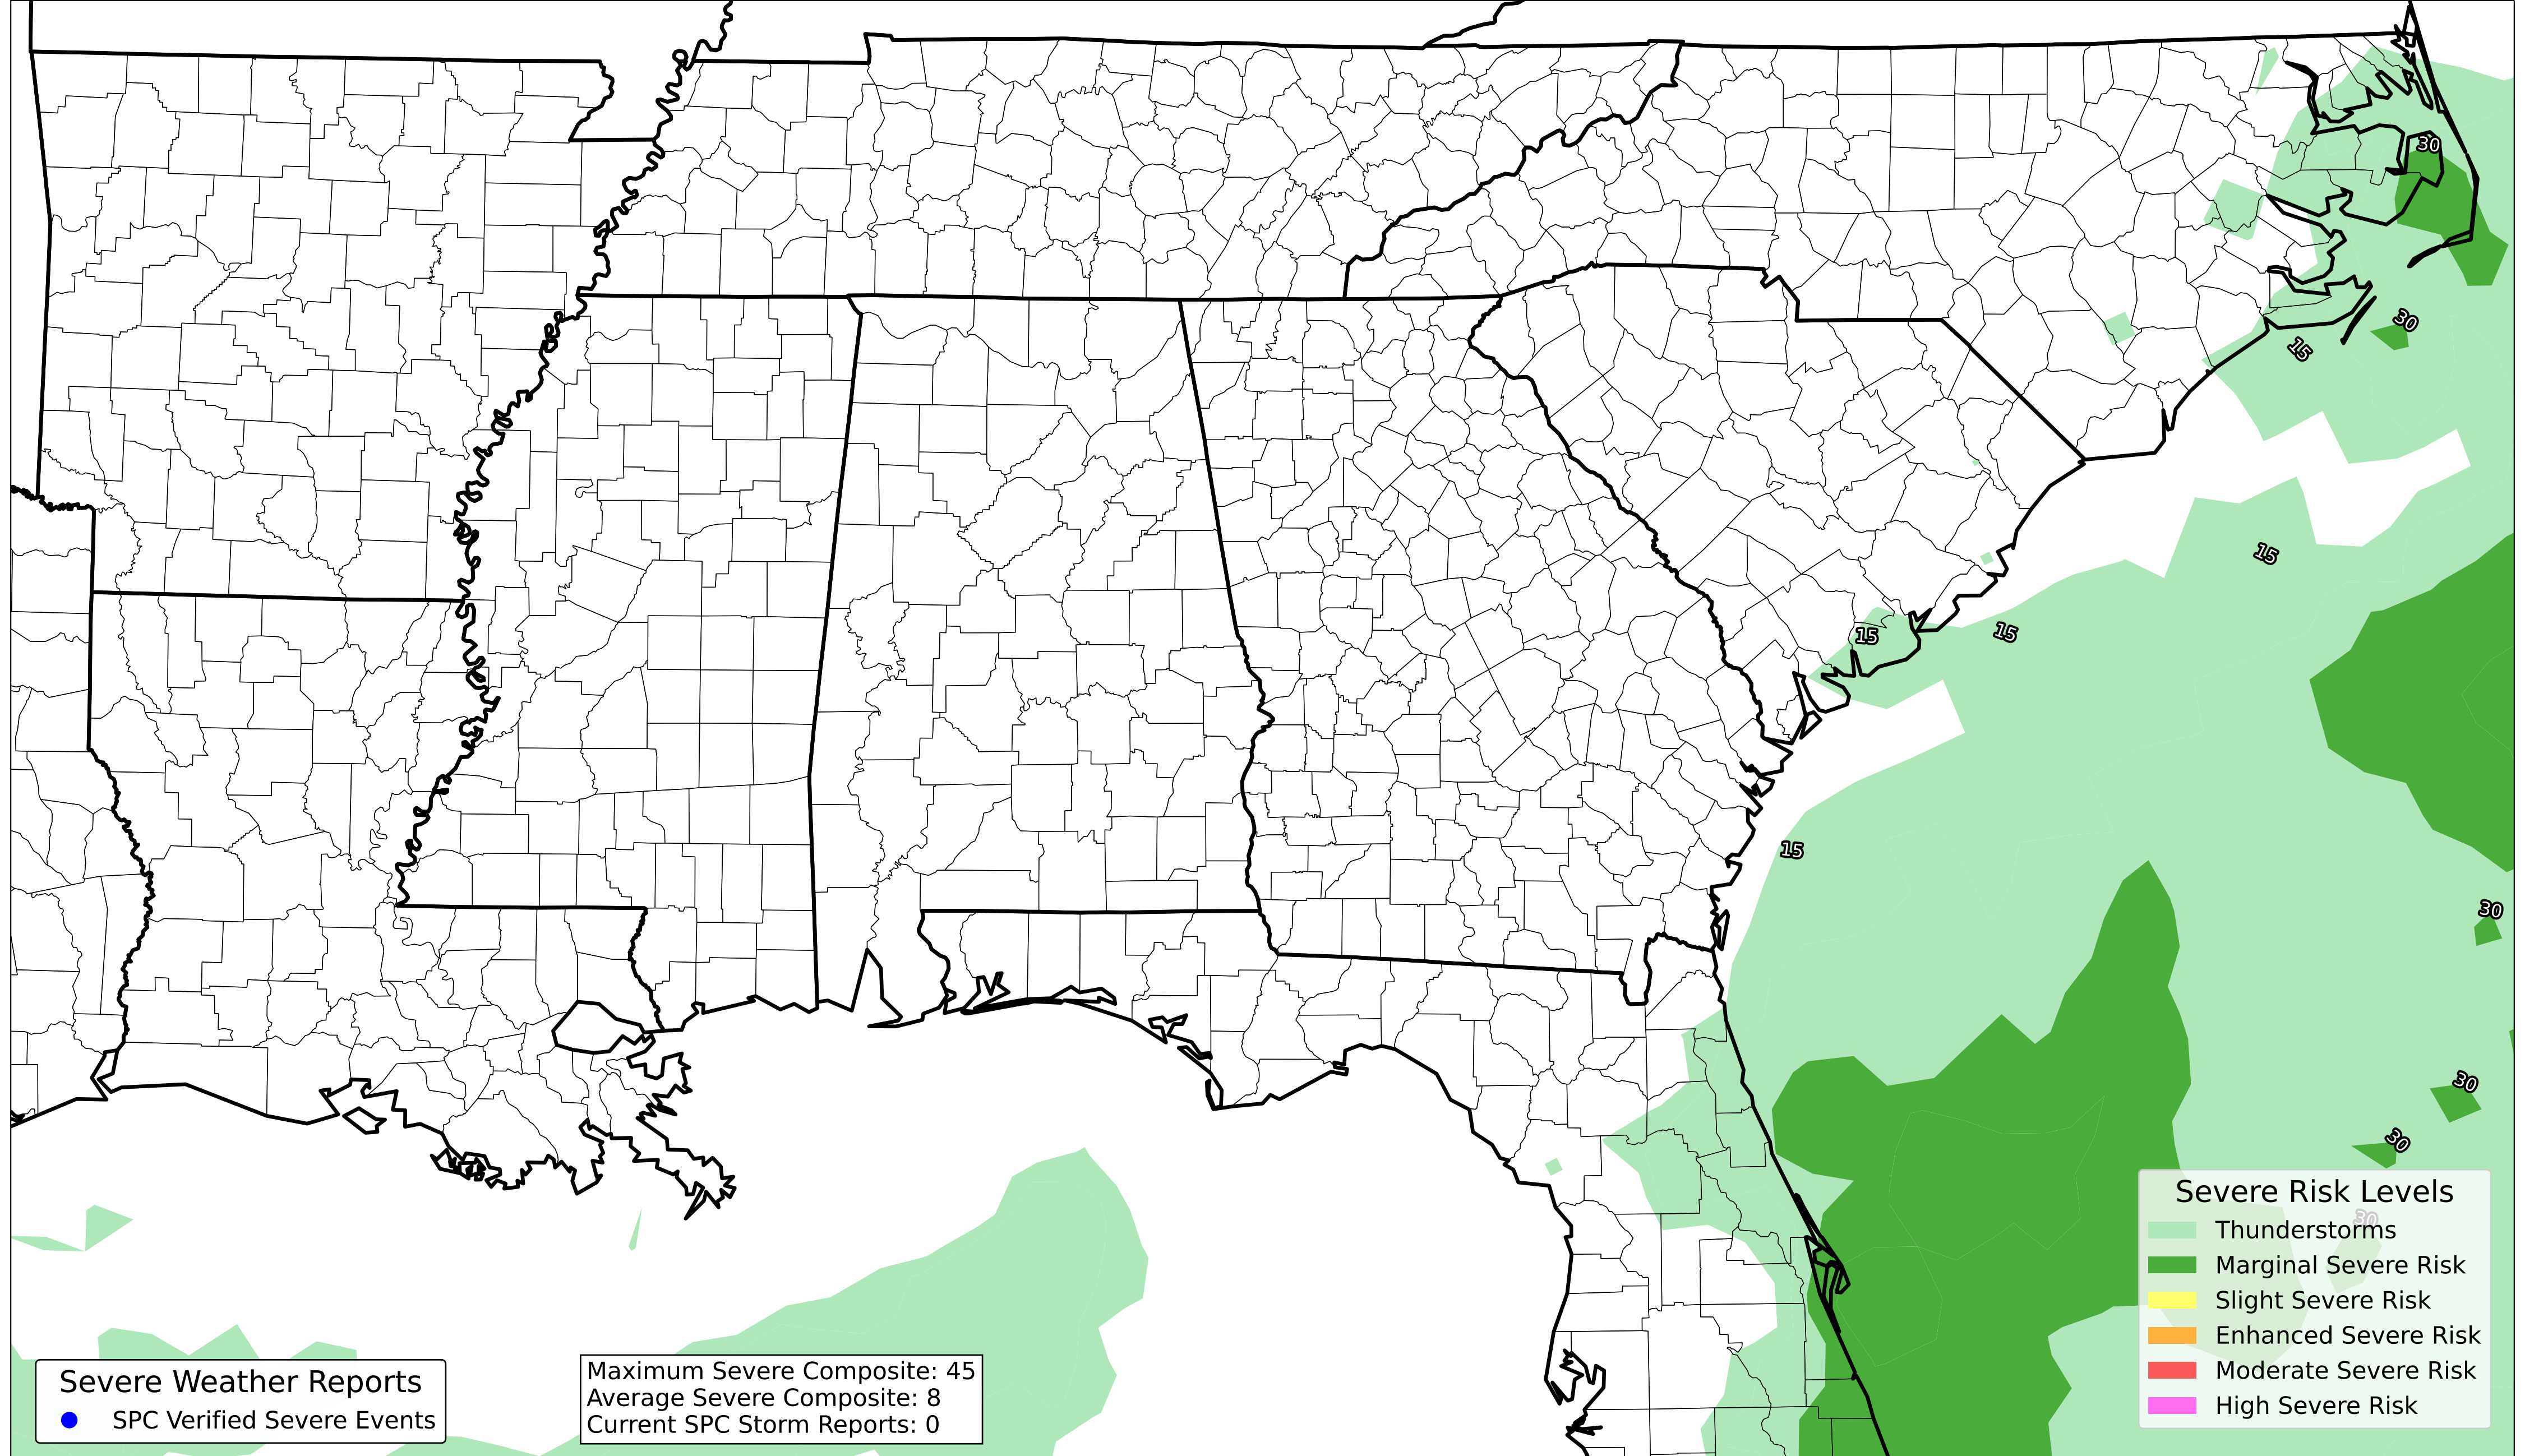 30
30
15
15
15
15
15
30
30
30
30
Severe Risk Levels
Thunderstorms
Marginal Severe Risk
Slight Severe Risk
Enhanced Severe Risk
Moderate Severe Risk
High Severe Risk
Severe Weather Reports
SPC Verified Severe Events
Maximum Severe Composite: 45
Average Severe Composite: 8
Current SPC Storm Reports: 0